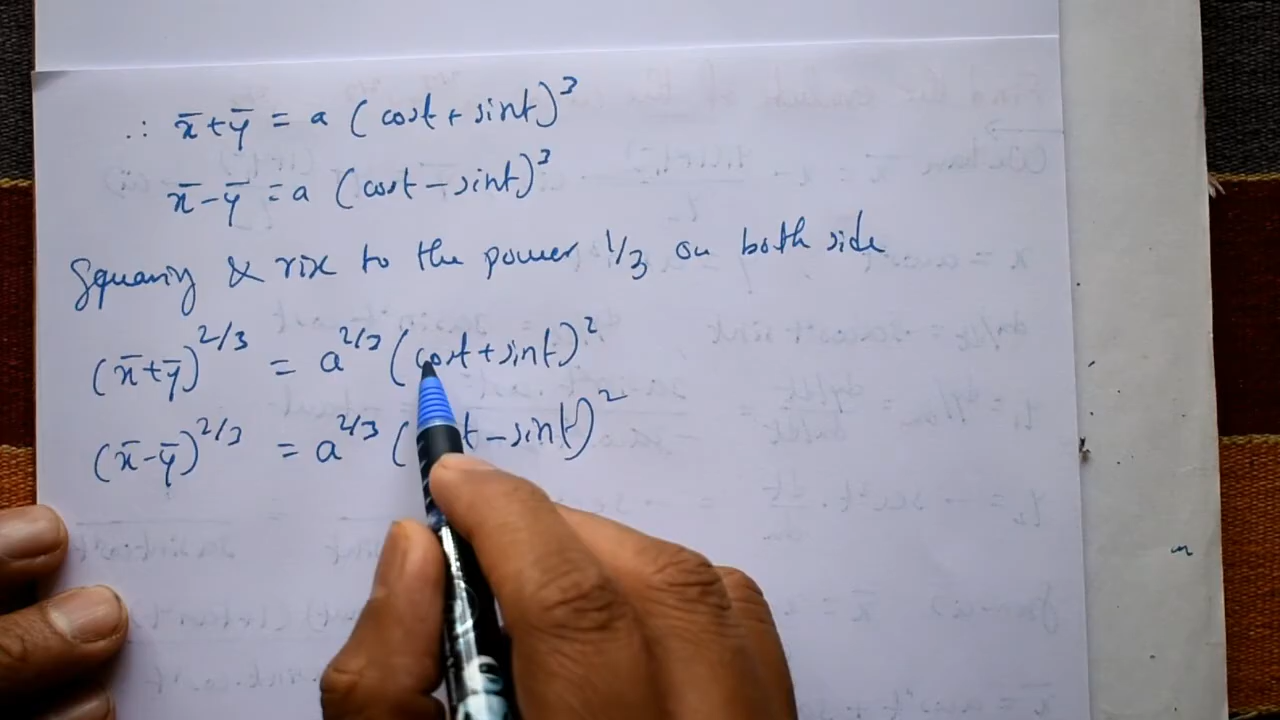 ∴ x̄+ȳ = a (cost+sint)³
x̄-ȳ = a (cost-sint)³
Squaring & rise to the power 1/3 on both side
(x̄+ȳ)^2/3 = a^2/3 (cost+sint)²
(x̄-ȳ)^2/3 = a^2/3 ( t-sint)²